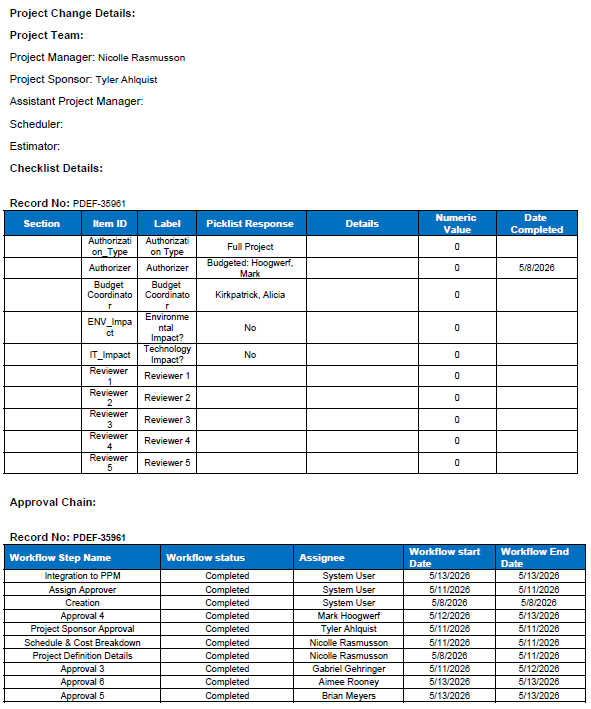 Project Change Details:
Project Team:
Project Manager: Nicolle Rasmusson
Project Sponsor: Tyler Ahlquist
Assistant Project Manager:
Scheduler:
Estimator:
Checklist Details:
Record No: PDEF-35961
Section Item ID Label Picklist Response Details Numeric Value Date Completed
Authorizati on_Type Authorizati on Type Full Project 0
Authorizer Authorizer Budgeted: Hoogwerf, Mark 0 5/8/2026
Budget Coordinato r Budget Coordinato r Kirkpatrick, Alicia 0
ENV_Impa ct Environme ntal Impact? No 0
IT_Impact Technology Impact? No 0
Reviewer 1 Reviewer 1 0
Reviewer 2 Reviewer 2 0
Reviewer 3 Reviewer 3 0
Reviewer 4 Reviewer 4 0
Reviewer 5 Reviewer 5 0
Approval Chain:
Record No: PDEF-35961
Workflow Step Name Workflow status Assignee Workflow start Date Workflow End Date
Integration to PPM Completed System User 5/13/2026 5/13/2026
Assign Approver Completed System User 5/11/2026 5/11/2026
Creation Completed System User 5/8/2026 5/8/2026
Approval 4 Completed Mark Hoogwerf 5/12/2026 5/13/2026
Project Sponsor Approval Completed Tyler Ahlquist 5/11/2026 5/11/2026
Schedule & Cost Breakdown Completed Nicolle Rasmusson 5/11/2026 5/11/2026
Project Definition Details Completed Nicolle Rasmusson 5/8/2026 5/11/2026
Approval 3 Completed Gabriel Gehringer 5/11/2026 5/12/2026
Approval 6 Completed Aimee Rooney 5/13/2026 5/13/2026
Approval 5 Completed Brian Meyers 5/13/2026 5/13/2026